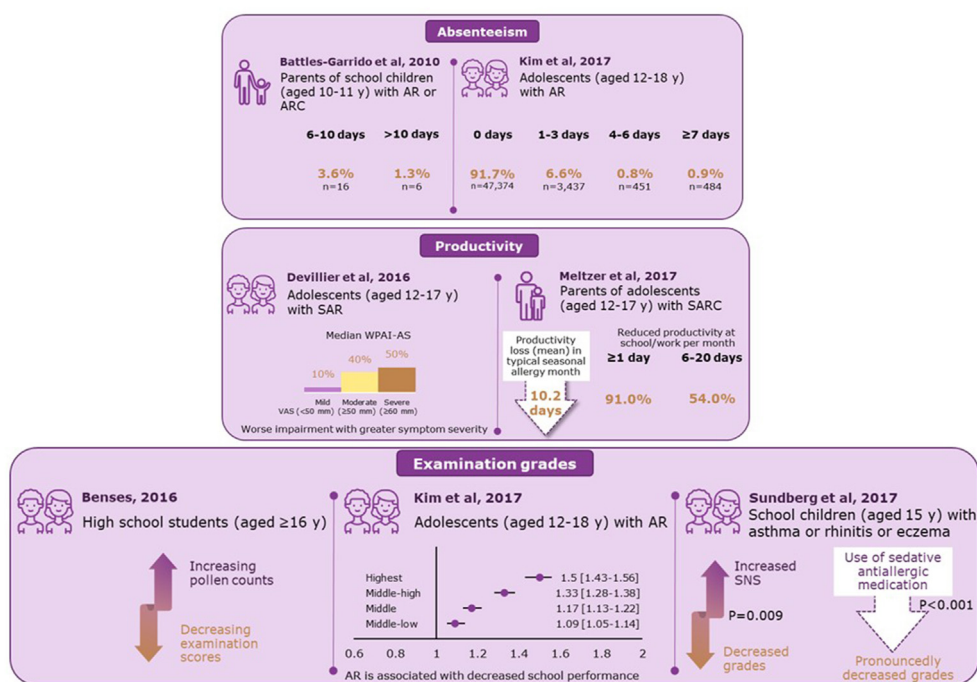 Absenteeism
Battles-Garrido et al, 2010
Parents of school children
(aged 10-11 y) with AR or
ARC
6-10 days >10 days
3.6% 1.3%
n=16 n=6
Kim et al, 2017
Adolescents (aged 12-18 y)
with AR
0 days 1-3 days 4-6 days ≥7 days
91.7% 6.6% 0.8% 0.9%
n=47,374 n=3,437 n=451 n=484
Productivity
Devillier et al, 2016
Adolescents (aged 12-17 y)
with SAR
Median WPAI-AS
10% 40% 50%
Mild Moderate Severe
VAS (<50 mm) (≥50 mm) (≥60 mm)
Worse impairment with greater symptom severity
Meltzer et al, 2017
Parents of adolescents
(aged 12-17 y) with SARC
Productivity
loss (mean) in
typical seasonal
allergy month
10.2
days
Reduced productivity at
school/work per month
≥1 day 6-20 days
91.0% 54.0%
Examination grades
Benses, 2016
High school students (aged ≥16 y)
Increasing
pollen counts
Decreasing
examination
scores
Kim et al, 2017
Adolescents (aged 12-18 y) with AR
Highest 1.5 [1.43-1.56]
Middle-high 1.33 [1.28-1.38]
Middle 1.17 [1.13-1.22]
Middle-low 1.09 [1.05-1.14]
0.6 0.8 1 1.2 1.4 1.6 1.8 2
AR is associated with decreased school performance
Sundberg et al, 2017
School children (aged 15 y) with
asthma or rhinitis or eczema
Increased
SNS
P=0.009
Decreased
grades
Use of sedative
antiallergic
medication
P<0.001
Pronouncedly
decreased grades